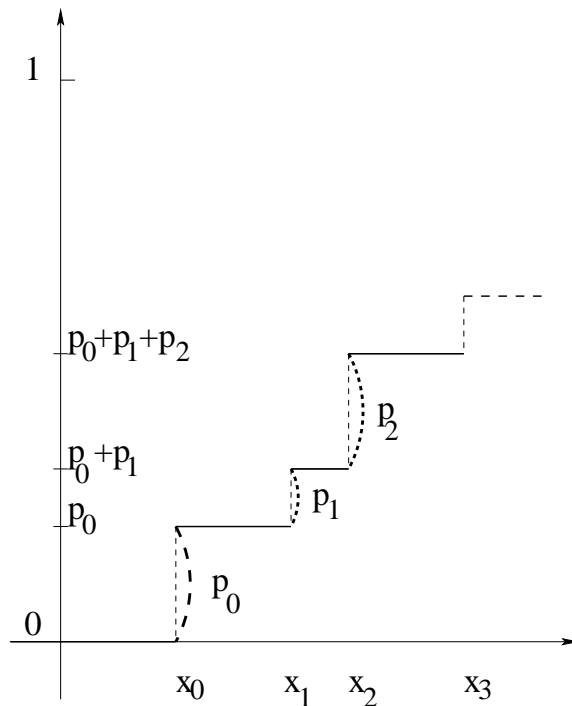 1
p₀+p₁+p₂
p₂
p₀+p₁
p₁
p₀
p₀
0
x₀ x₁ x₂ x₃